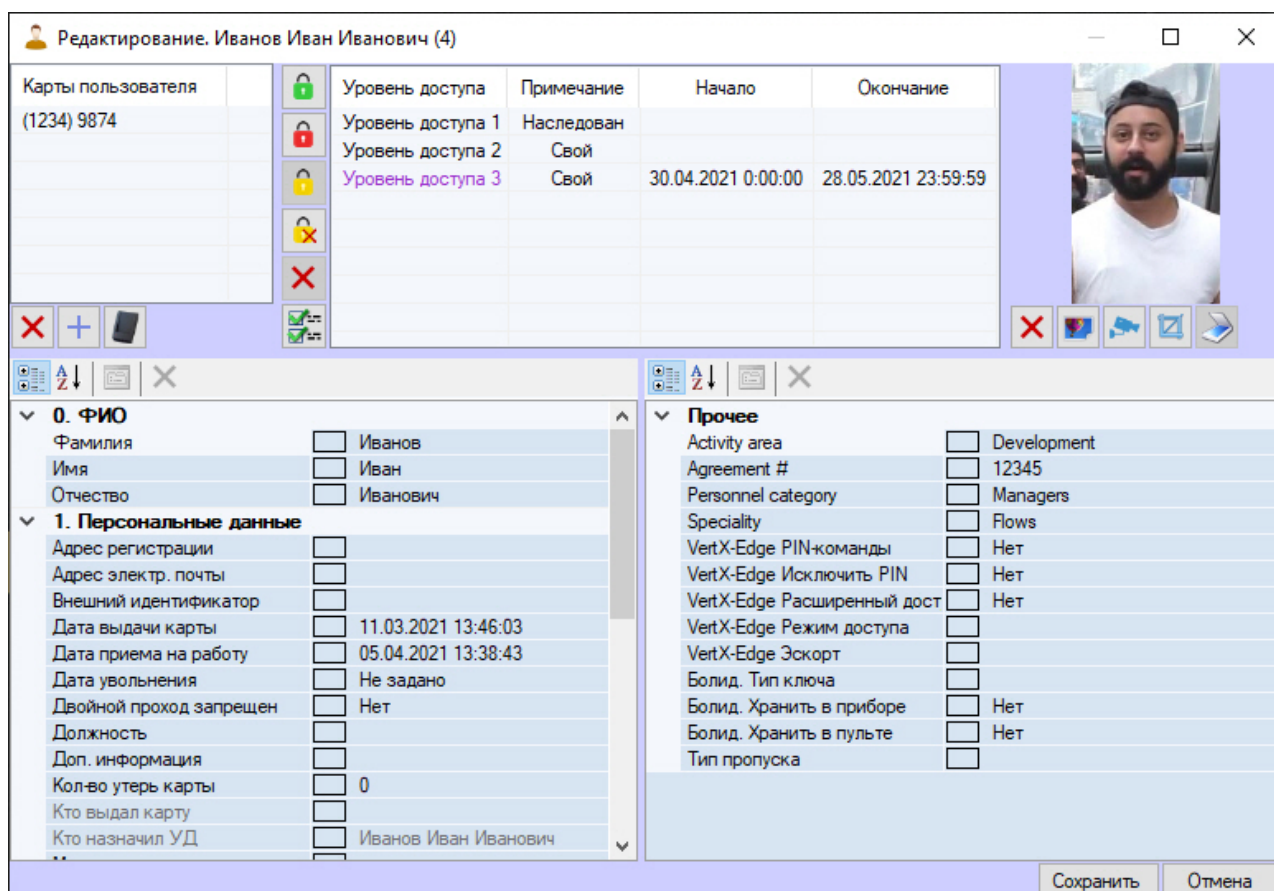 Редактирование. Иванов Иван Иванович (4)
Карты пользователя
(1234) 9874
Уровень доступа Примечание Начало Окончание
Уровень доступа 1 Наследован
Уровень доступа 2 Свой
Уровень доступа 3 Свой 30.04.2021 0:00:00 28.05.2021 23:59:59
0. ФИО
Фамилия Иванов
Имя Иван
Отчество Иванович
1. Персональные данные
Адрес регистрации
Адрес электр. почты
Внешний идентификатор
Дата выдачи карты 11.03.2021 13:46:03
Дата приема на работу 05.04.2021 13:38:43
Дата увольнения Не задано
Двойной проход запрещен Нет
Должность
Доп. информация
Кол-во утерь карты 0
Кто выдал карту
Кто назначил УД Иванов Иван Иванович
Прочее
Activity area Development
Agreement # 12345
Personnel category Managers
Speciality Flows
VertX-Edge PIN-команды Нет
VertX-Edge Исключить PIN Нет
VertX-Edge Расширенный дост Нет
VertX-Edge Режим доступа
VertX-Edge Эскорт
Болид. Тип ключа
Болид. Хранить в приборе Нет
Болид. Хранить в пульте Нет
Тип пропуска
Сохранить Отмена